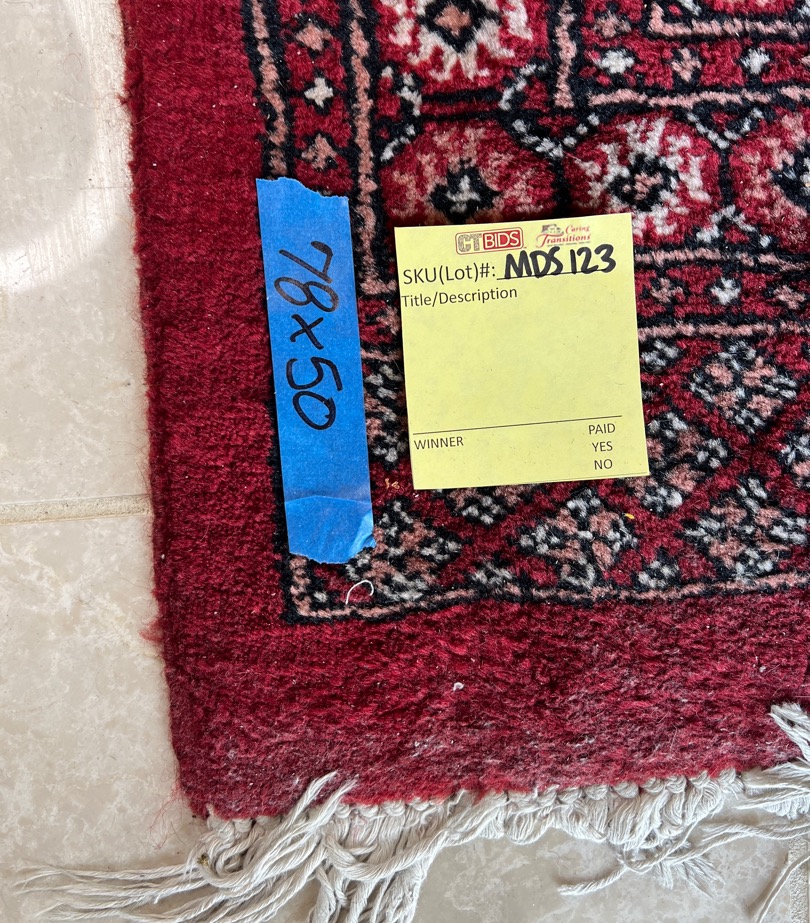 78x50
CTBIDS
Caring
Transitions
SKU(Lot)#: MDS123
Title/Description
WINNER
PAID
YES
NO